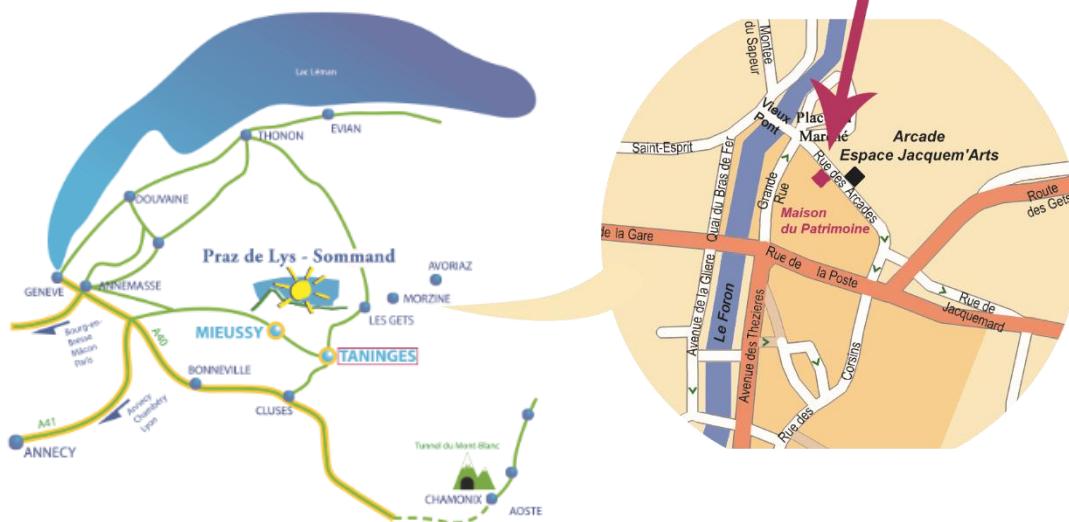 Lac Léman
THONON
EVIAN
DOUVAINE
GENEVE
ANNEMASSE
Praz de Lys - Sommand
AVORIAZ
MORZINE
LES GETS
MIEUSSY
TANINGES
Bourg-en-
Bresse
Mâcon
Paris
A40
BONNEVILLE
CLUSES
Annecy
Chambéry
Lyon
A41
ANNECY
Tunnel du Mont-Blanc
CHAMONIX
AOSTE
Montée
du Sapeur
Vieux
Pont
Marché
Saint-Esprit
Arcade
Espace Jacquem'Arts
Rue des Arcades
Quai du Bras de Fer
Grande
Rue
Maison
du Patrimoine
Route
des Gets
de la Gare
Rue de la Poste
Rue de
Jacquemard
Avenue de la Glière
Le Foron
Avenue des Thézières
Rue des
Corsins